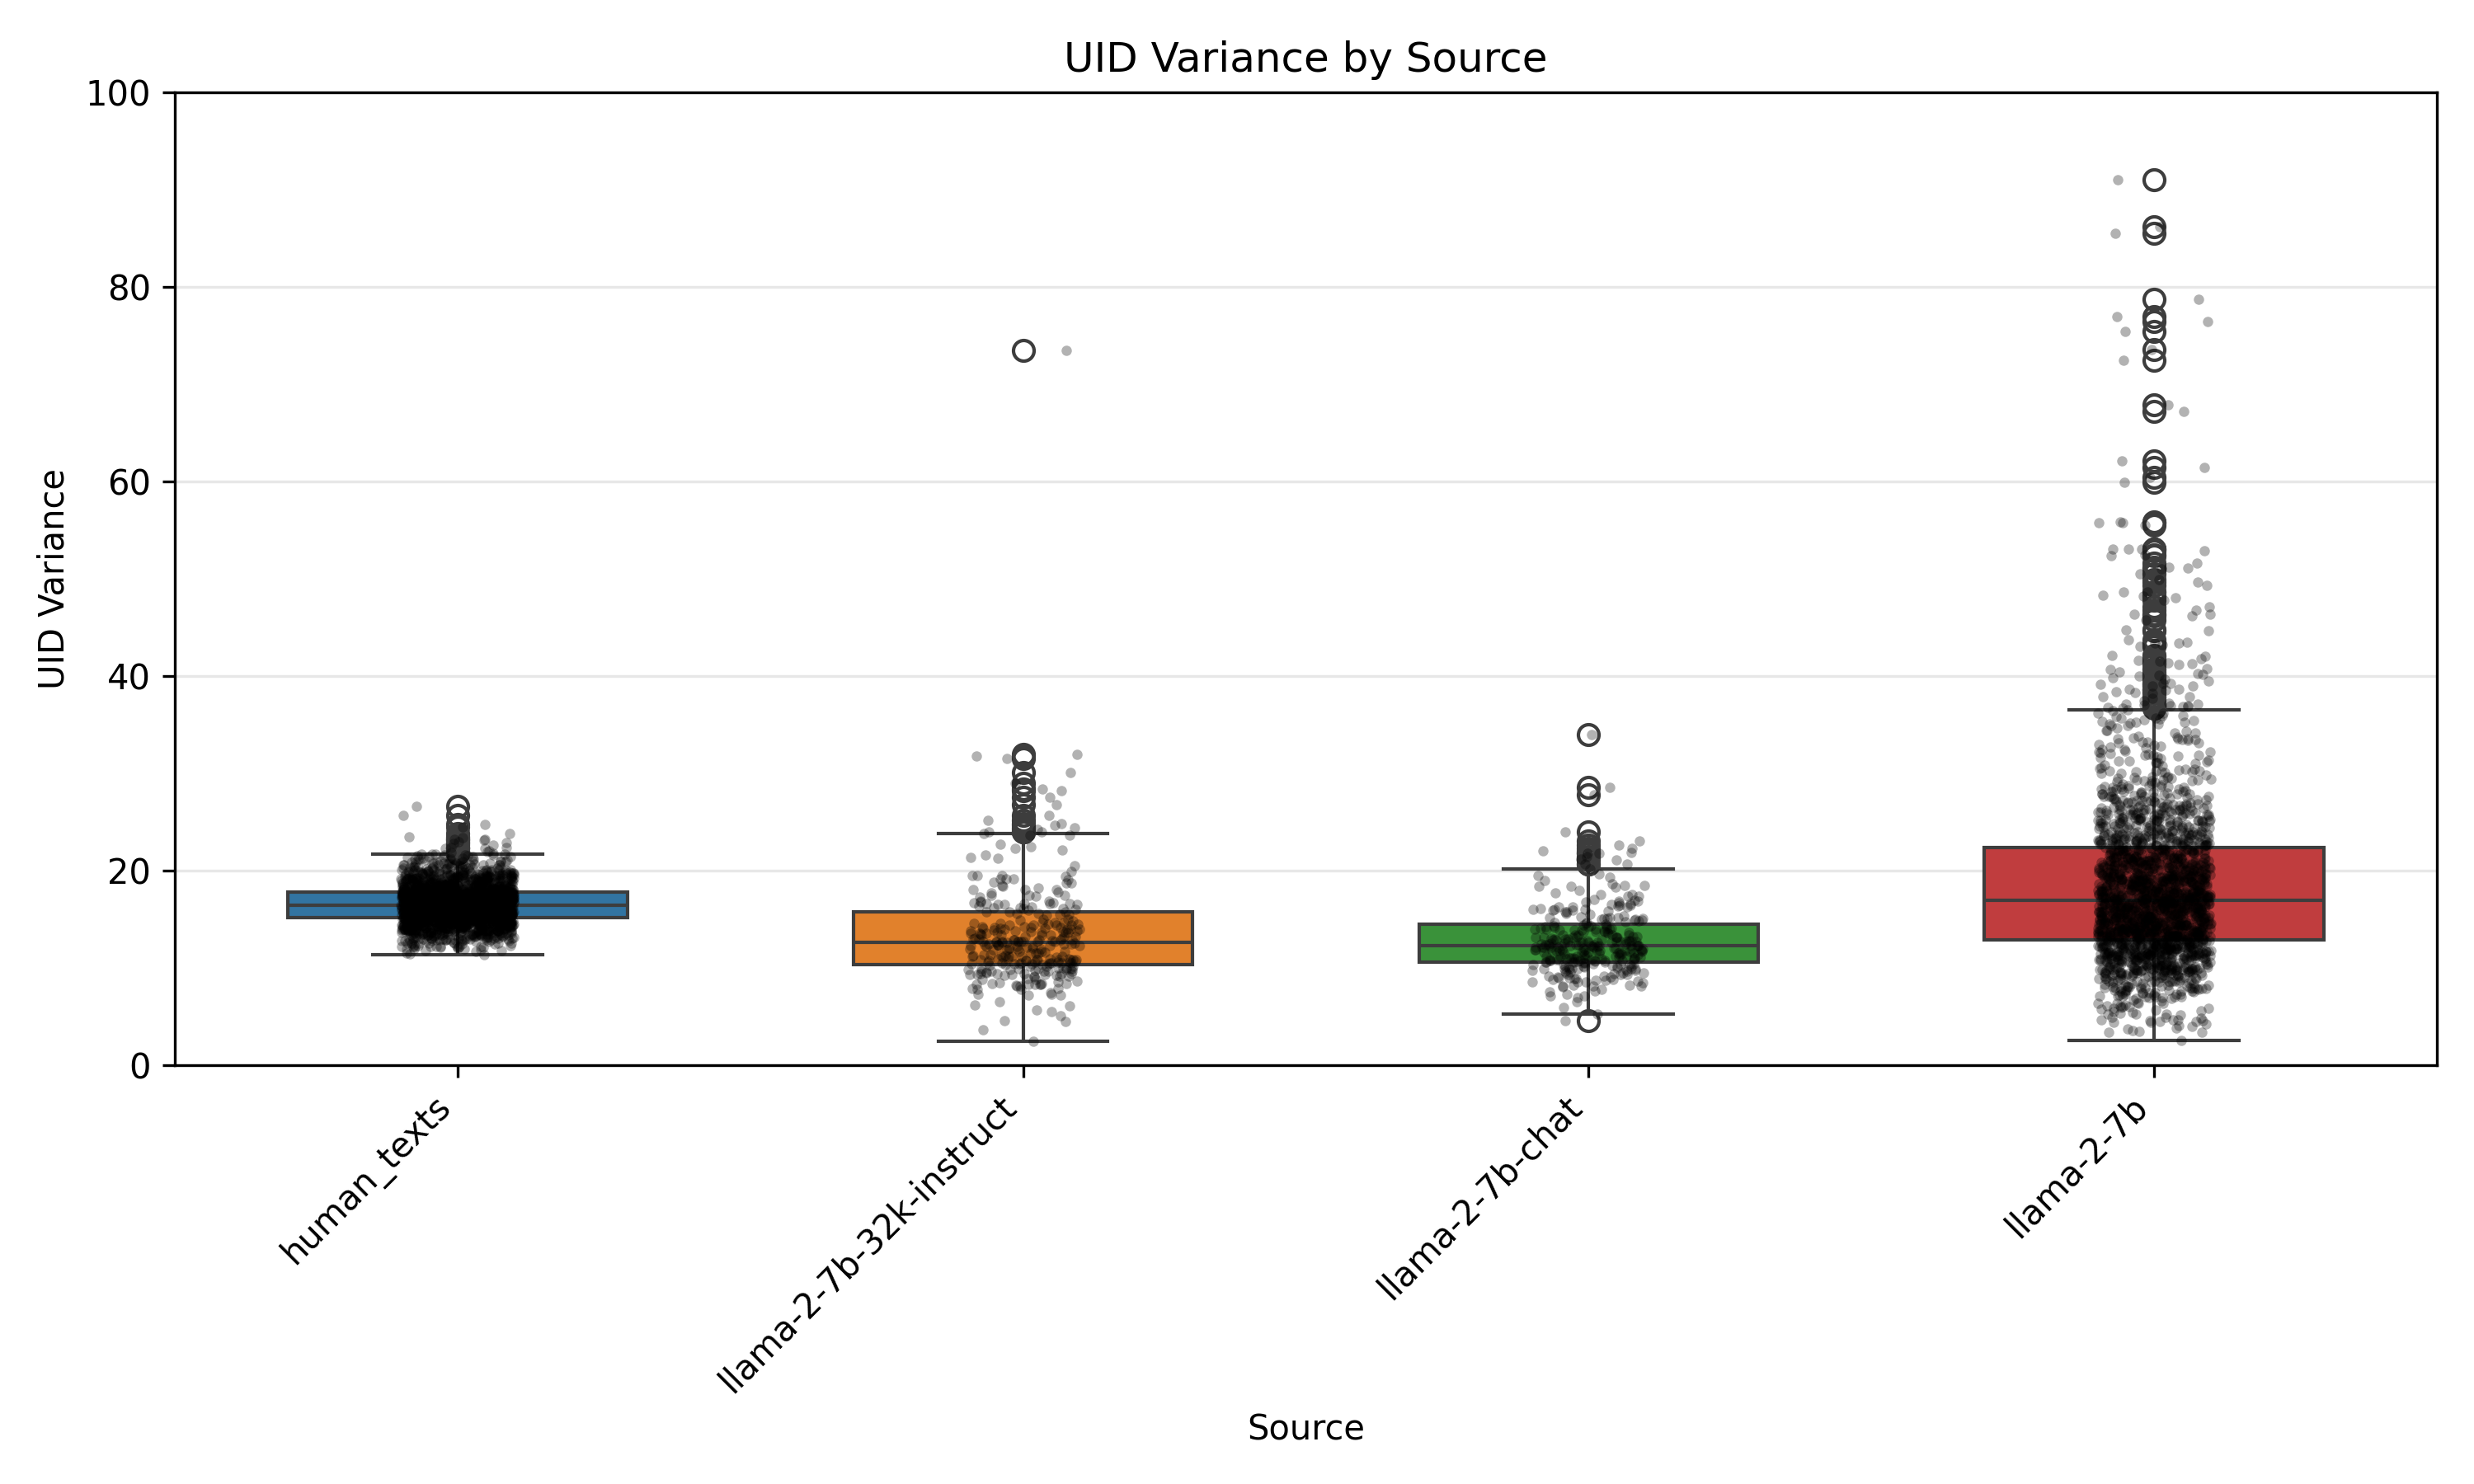 UID Variance by Source
100
80
60
40
20
0
UID Variance
human_texts
llama-2-7b-32k-instruct
llama-2-7b-chat
llama-2-7b
Source